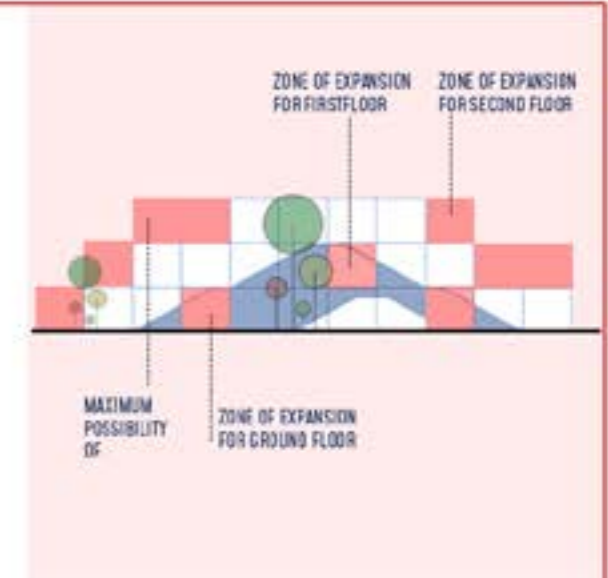 ZONE OF EXPANSION
FOR FIRSTFLOOR
ZONE OF EXPANSION
FOR SECOND FLOOR
MAXIMUM
POSSIBILITY
OF
ZONE OF EXPANSION
FOR GROUND FLOOR